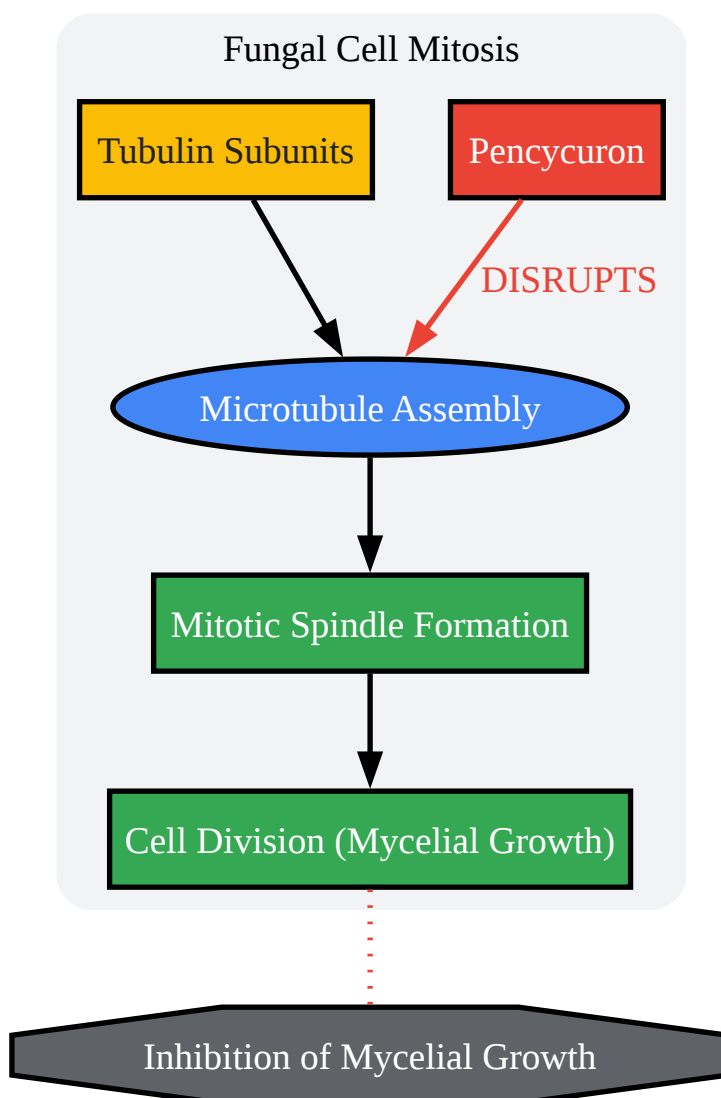 Fungal Cell Mitosis
Tubulin Subunits
Pencycuron
DISRUPTS
Microtubule Assembly
Mitotic Spindle Formation
Cell Division (Mycelial Growth)
Inhibition of Mycelial Growth